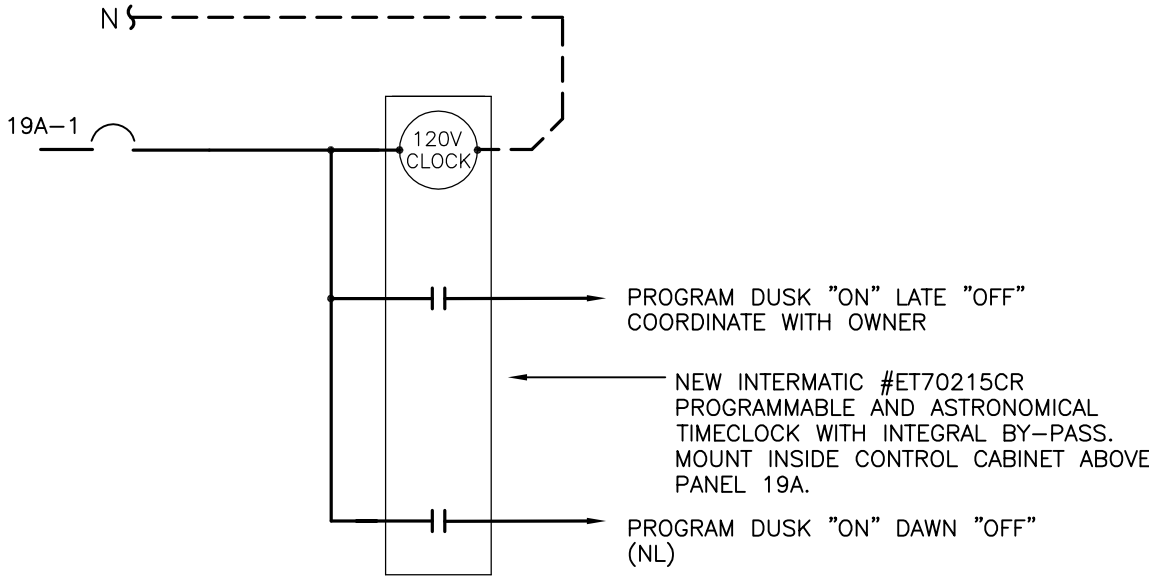 N
19A-1
120V
CLOCK
PROGRAM DUSK "ON" LATE "OFF"
COORDINATE WITH OWNER
NEW INTERMATIC #ET70215CR
PROGRAMMABLE AND ASTRONOMICAL
TIMECLOCK WITH INTEGRAL BY-PASS.
MOUNT INSIDE CONTROL CABINET ABOVE
PANEL 19A.
PROGRAM DUSK "ON" DAWN "OFF"
(NL)